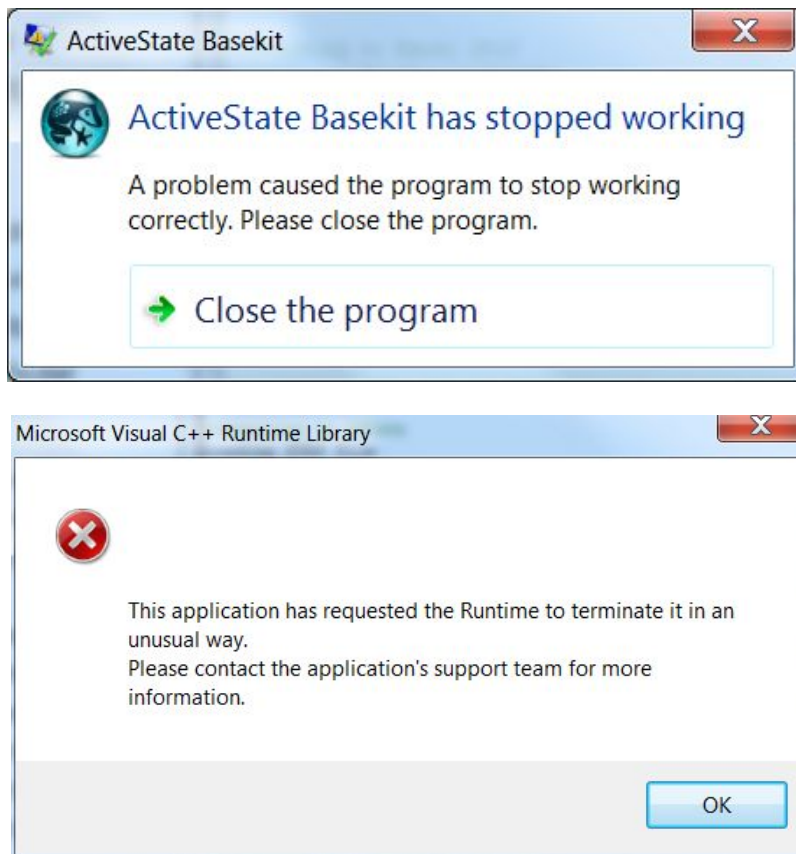 ActiveState Basekit
ActiveState Basekit has stopped working
A problem caused the program to stop working
correctly. Please close the program.
Close the program
Microsoft Visual C++ Runtime Library
This application has requested the Runtime to terminate it in an
unusual way.
Please contact the application's support team for more
information.
OK